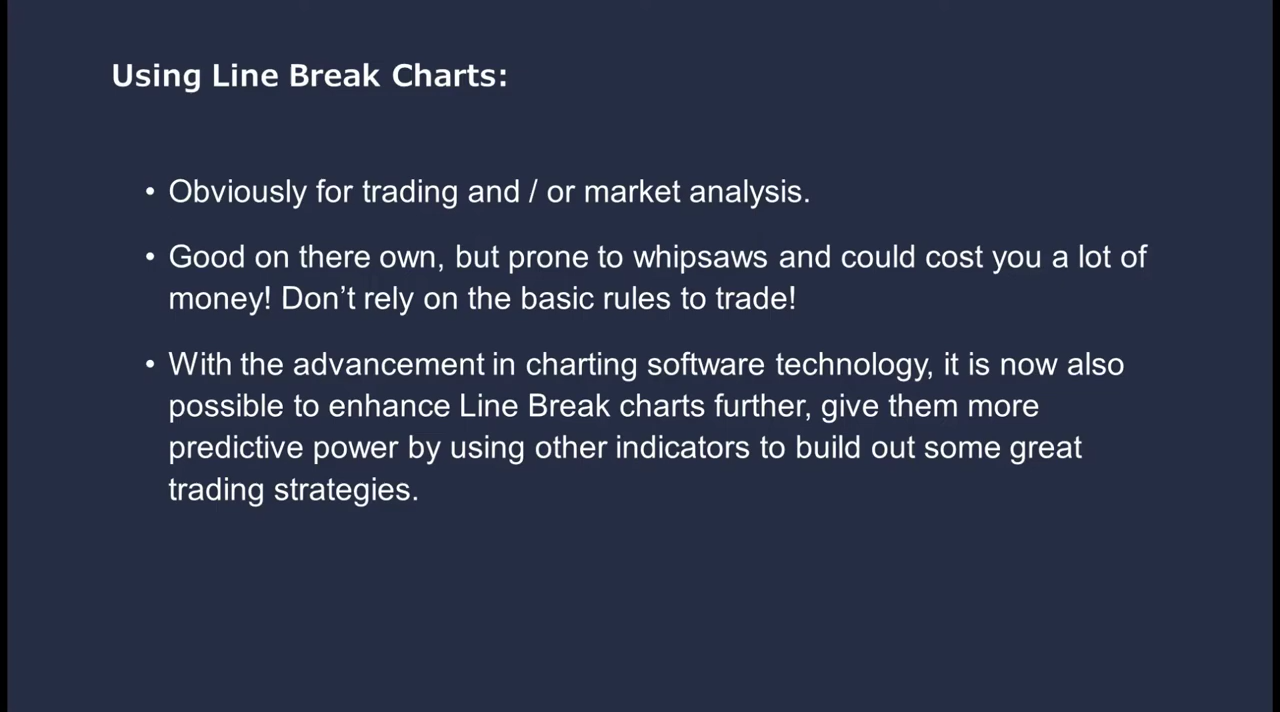 Using Line Break Charts:
• Obviously for trading and / or market analysis.
• Good on there own, but prone to whipsaws and could cost you a lot of
money! Don’t rely on the basic rules to trade!
• With the advancement in charting software technology, it is now also
possible to enhance Line Break charts further, give them more
predictive power by using other indicators to build out some great
trading strategies.